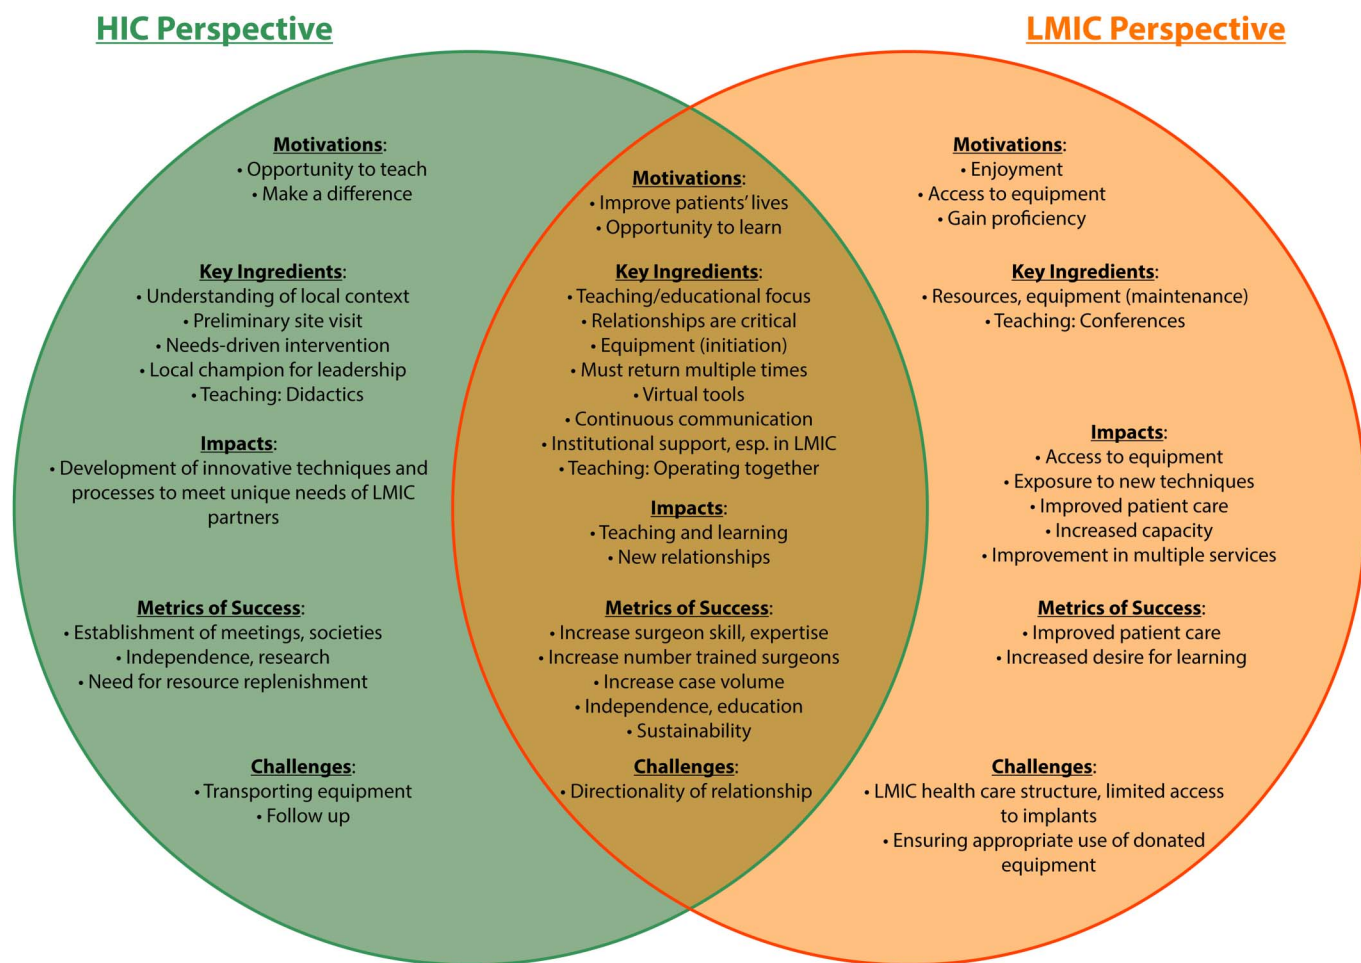 HIC Perspective
LMIC Perspective
Motivations:
• Opportunity to teach
• Make a difference
Key Ingredients:
• Understanding of local context
• Preliminary site visit
• Needs-driven intervention
• Local champion for leadership
• Teaching: Didactics
Impacts:
• Development of innovative techniques and
processes to meet unique needs of LMIC
partners
Metrics of Success:
• Establishment of meetings, societies
• Independence, research
• Need for resource replenishment
Challenges:
• Transporting equipment
• Follow up
Motivations:
• Improve patients’ lives
• Opportunity to learn
Key Ingredients:
• Teaching/educational focus
• Relationships are critical
• Equipment (initiation)
• Must return multiple times
• Virtual tools
• Continuous communication
• Institutional support, esp. in LMIC
• Teaching: Operating together
Impacts:
• Teaching and learning
• New relationships
Metrics of Success:
• Increase surgeon skill, expertise
• Increase number trained surgeons
• Increase case volume
• Independence, education
• Sustainability
Challenges:
• Directionality of relationship
Motivations:
• Enjoyment
• Access to equipment
• Gain proficiency
Key Ingredients:
• Resources, equipment (maintenance)
• Teaching: Conferences
Impacts:
• Access to equipment
• Exposure to new techniques
• Improved patient care
• Increased capacity
• Improvement in multiple services
Metrics of Success:
• Improved patient care
• Increased desire for learning
Challenges:
• LMIC health care structure, limited access
to implants
• Ensuring appropriate use of donated
equipment